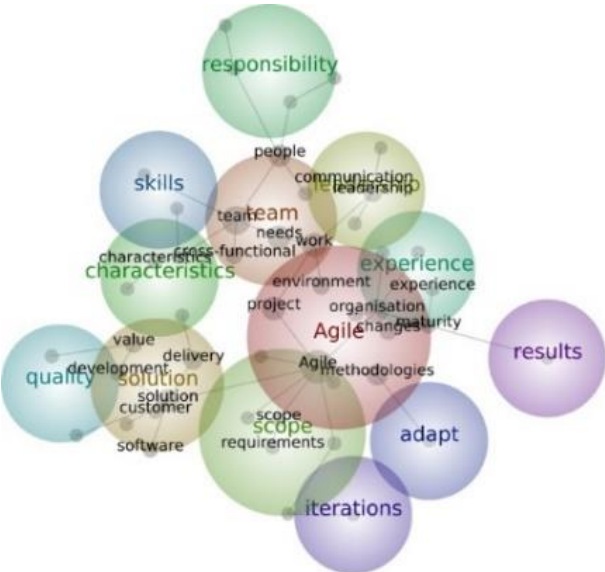 responsibility
people
communication
leadership
leadership
skills
team
team
needs
work
cross-functional
characteristics
characteristics
experience
experience
environment
project
organisation
Agile
changes
maturity
results
value
delivery
development
quality
solution
solution
customer
software
Agile
methodologies
scope
scope
requirements
adapt
iterations